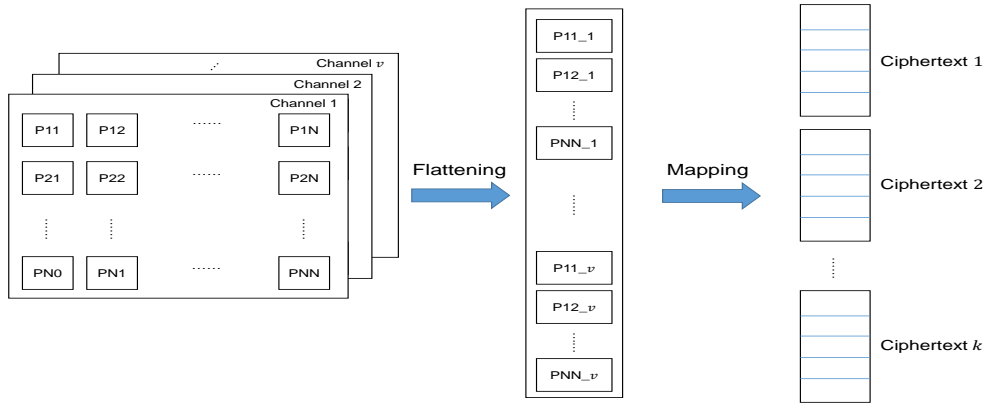 Channel v
Channel 2
Channel 1
P11 P12 ...... P1N
P21 P22 ...... P2N
PN0 PN1 ...... PNN
Flattening
P11_1
P12_1
PNN_1
P11_v
P12_v
PNN_v
Mapping
Ciphertext 1
Ciphertext 2
Ciphertext k